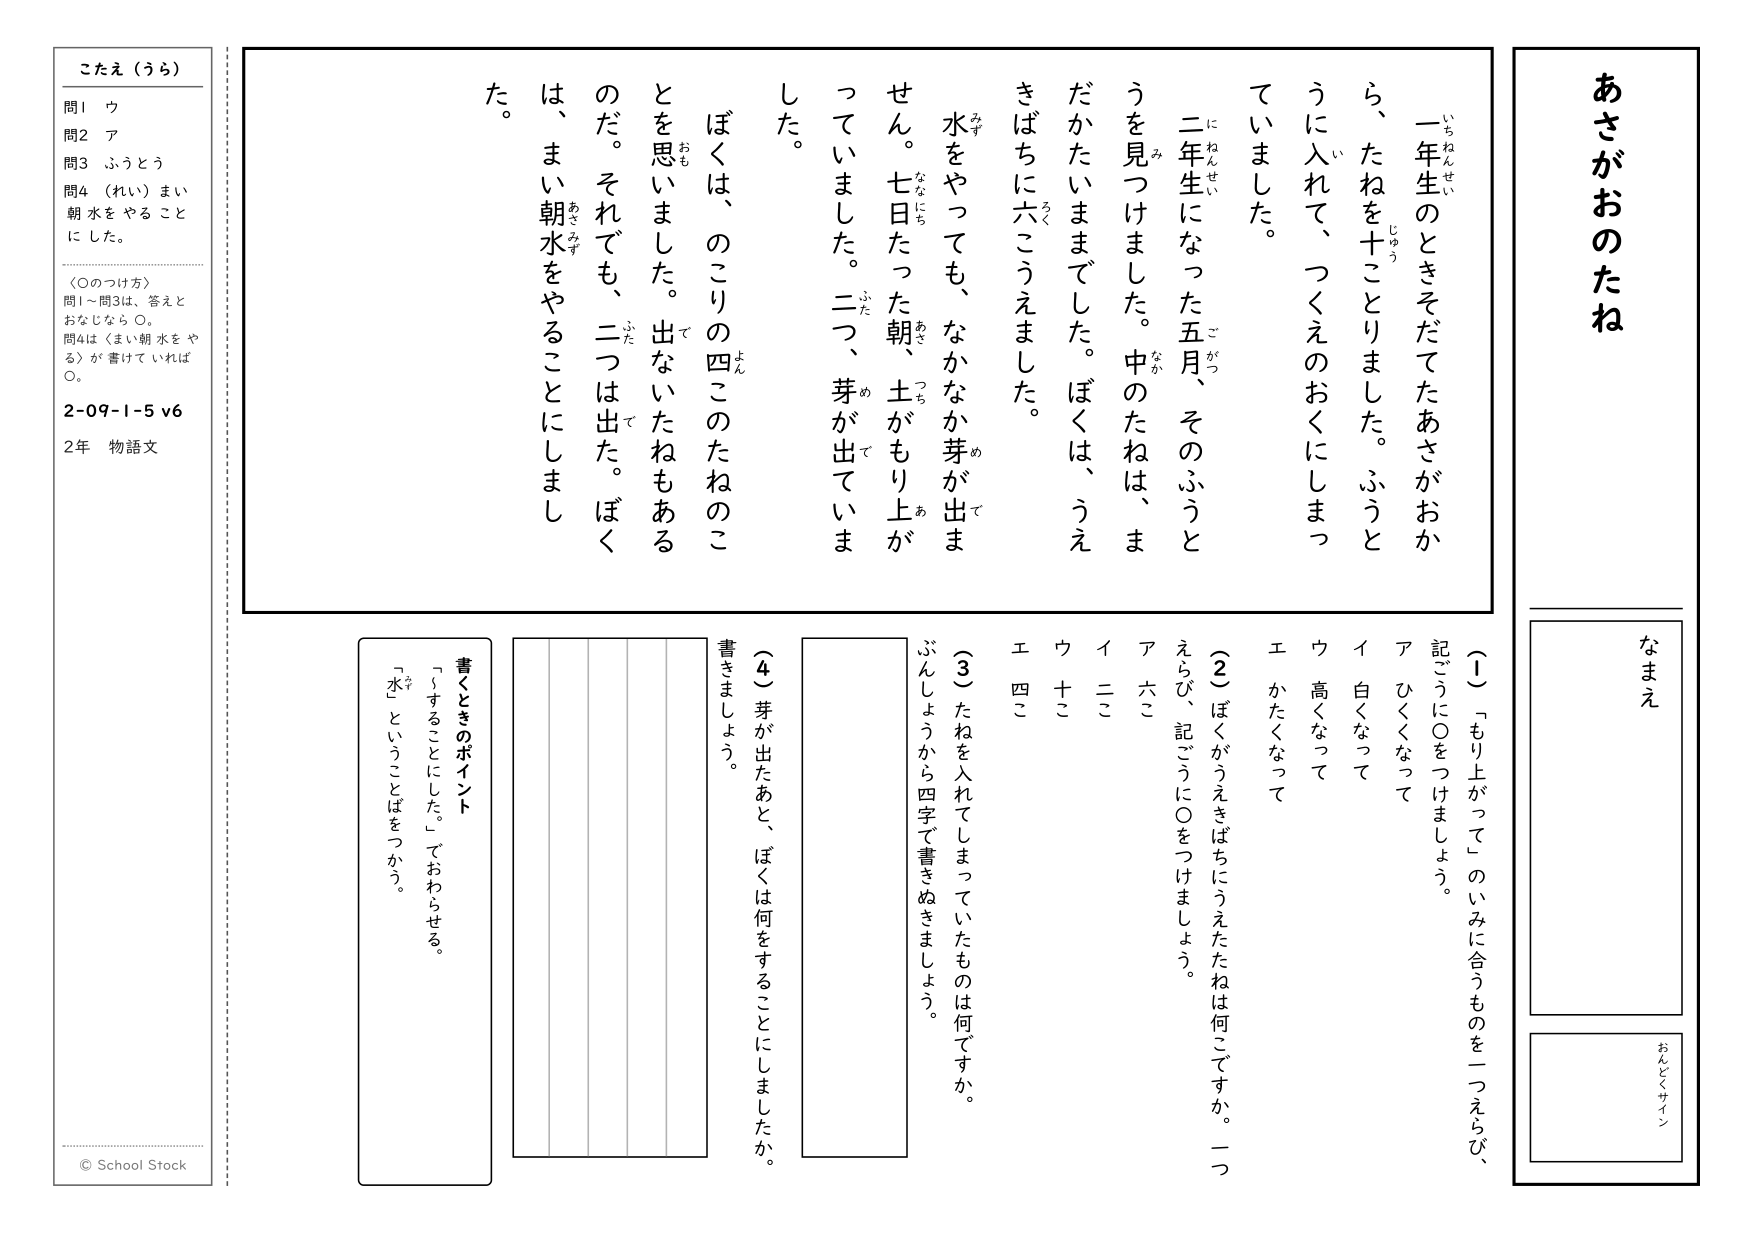 あさがおのたね
なまえ
おんどくサイン
一年生のときそだてたあさがおか
ら、たねを十ことりました。ふうと
うに入れて、つくえのおくにしまっ
ていました。
二年生になった五月、そのふうと
うを見つけました。中のたねは、ま
だかたいままでした。ぼくは、うえ
きばちに六こうえました。
水をやっても、なかなか芽が出ま
せん。七日たった朝、土がもり上が
っていました。二つ、芽が出ていま
した。
ぼくは、のこりの四このたねのこ
とを思いました。出ないたねもある
のだ。それでも、二つは出た。ぼく
は、まい朝水をやることにしまし
た。
(1)「もり上がって」のいみに合うものを一つえらび、
記ごうに〇をつけましょう。
ア ひくくなって
イ 白くなって
ウ 高くなって
エ かたくなって
(2)ぼくがうえきばちにうえたたねは何こですか。一つ
えらび、記ごうに〇をつけましょう。
ア 六こ
イ 二こ
ウ 十こ
エ 四こ
(3)たねを入れてしまっていたものは何ですか。
ぶんしょうから四字で書きぬきましょう。
(4)芽が出たあと、ぼくは何をすることにしましたか。
書きましょう。
書くときのポイント
「〜することにした。」でおわらせる。
「水」ということばをつかう。
こたえ(うら)
問1 ウ
問2 ア
問3 ふうとう
問4 (れい)まい
朝 水を やる こと
に した。
〈〇のつけ方〉
問1〜問3は、答えと
おなじなら 〇。
問4は〈まい朝 水を や
る〉が 書けて いれば
〇。
2-09-1-5 v6
2年 物語文
© School Stock